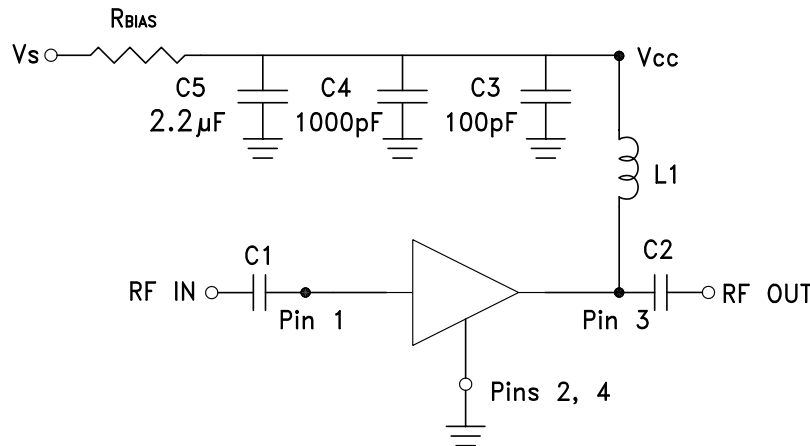 RBIAS
Vs
Vcc
C5
2.2µF
C4
1000pF
C3
100pF
L1
C1
C2
RF IN
RF OUT
Pin 1
Pin 3
Pins 2, 4